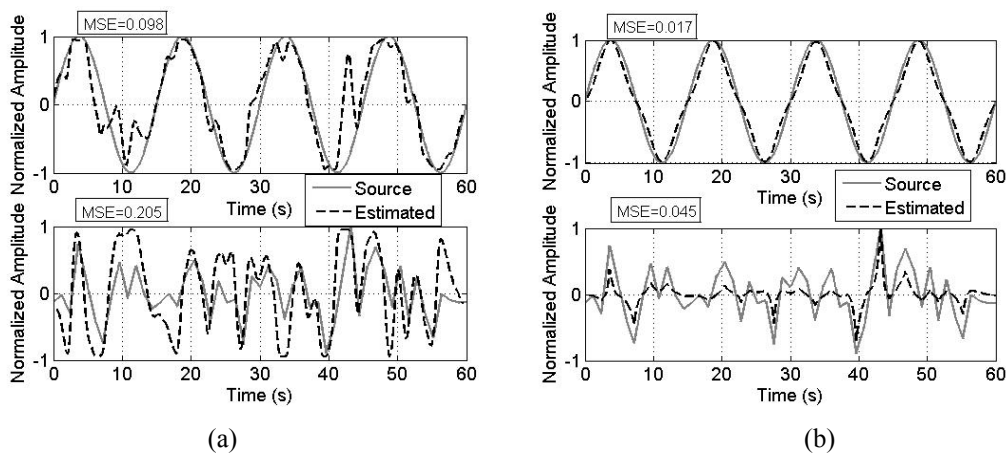 MSE=0.098
Normalized Amplitude
1
0
-1
0 10 20 30 40 50 60
Time (s)
Source
Estimated
MSE=0.205
Normalized Amplitude
1
0
-1
0 10 20 30 40 50 60
Time (s)
(a)
MSE=0.017
Normalized Amplitude
1
0
-1
0 10 20 30 40 50 60
Time (s)
Source
Estimated
MSE=0.045
Normalized Amplitude
1
0
-1
0 10 20 30 40 50 60
Time (s)
(b)